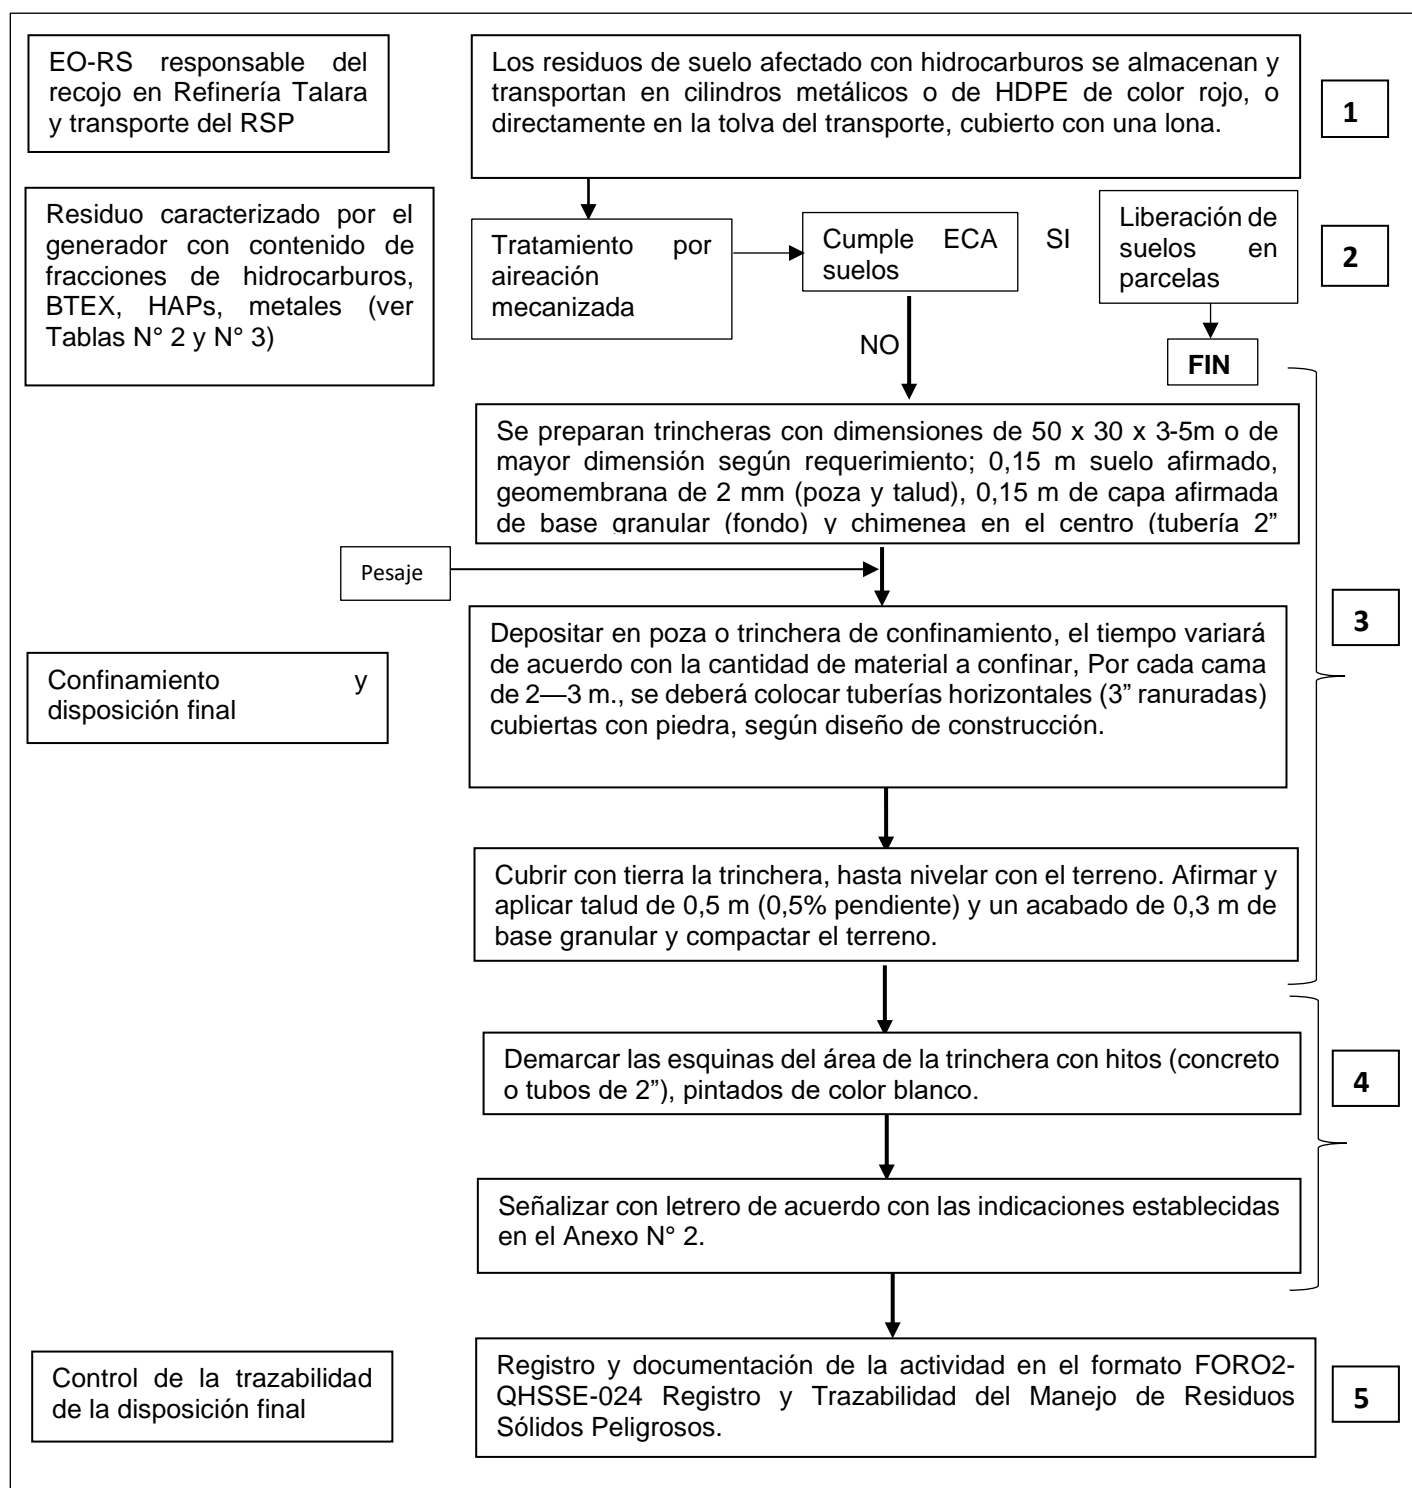 EO-RS responsable del
recojo en Refinería Talara
y transporte del RSP
Los residuos de suelo afectado con hidrocarburos se almacenan y
transportan en cilindros metálicos o de HDPE de color rojo, o
directamente en la tolva del transporte, cubierto con una lona.
1
Residuo caracterizado por el
generador con contenido de
fracciones de hidrocarburos,
BTEX, HAPs, metales (ver
Tablas N° 2 y N° 3)
Tratamiento por
aireación
mecanizada
Cumple ECA
suelos
SI
Liberación de
suelos en
parcelas
2
NO
FIN
Se preparan trincheras con dimensiones de 50 x 30 x 3-5m o de
mayor dimensión según requerimiento; 0,15 m suelo afirmado,
geomembrana de 2 mm (poza y talud), 0,15 m de capa afirmada
de base granular (fondo) y chimenea en el centro (tubería 2”
Pesaje
3
Depositar en poza o trinchera de confinamiento, el tiempo variará
de acuerdo con la cantidad de material a confinar, Por cada cama
de 2—3 m., se deberá colocar tuberías horizontales (3” ranuradas)
cubiertas con piedra, según diseño de construcción.
Confinamiento y
disposición final
Cubrir con tierra la trinchera, hasta nivelar con el terreno. Afirmar y
aplicar talud de 0,5 m (0,5% pendiente) y un acabado de 0,3 m de
base granular y compactar el terreno.
Demarcar las esquinas del área de la trinchera con hitos (concreto
o tubos de 2”), pintados de color blanco.
4
Señalizar con letrero de acuerdo con las indicaciones establecidas
en el Anexo N° 2.
Control de la trazabilidad
de la disposición final
Registro y documentación de la actividad en el formato FORO2-
QHSSE-024 Registro y Trazabilidad del Manejo de Residuos
Sólidos Peligrosos.
5